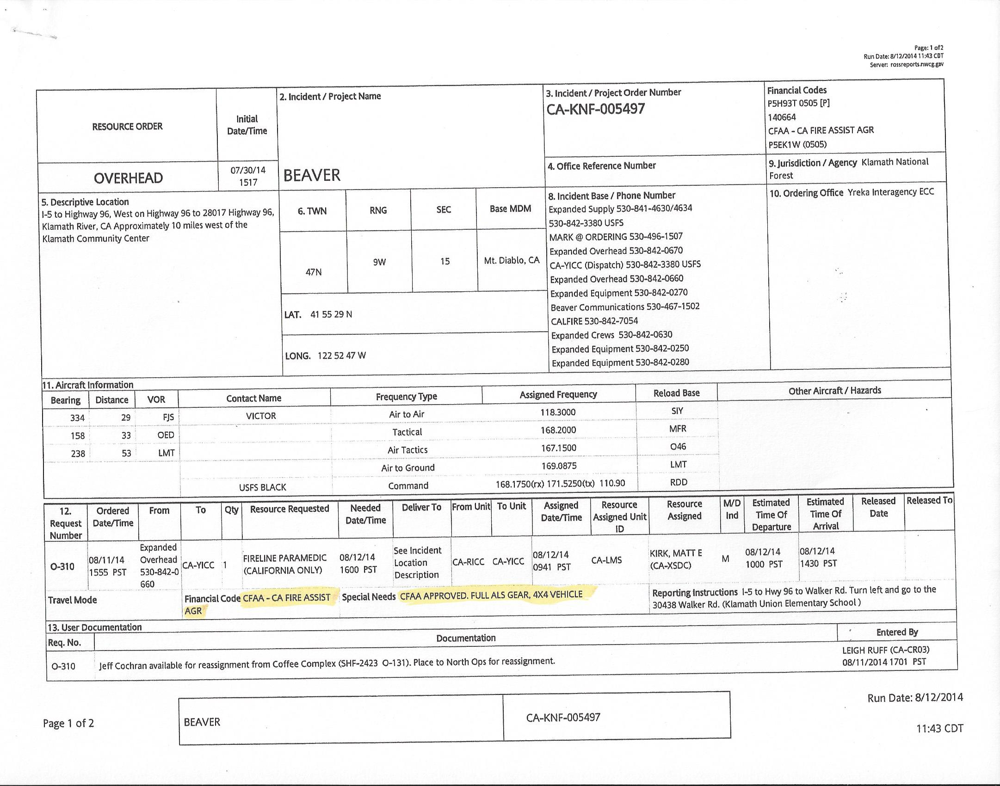 Page: 1 of2
Run Date: 8/12/2014 11:43 CDT
Server: rossreports.nwcg.gov
RESOURCE ORDER
Initial
Date/Time
2. Incident / Project Name
3. Incident / Project Order Number
CA-KNF-005497
Financial Codes
P5H93T 0505 [P]
140664
CFAA - CA FIRE ASSIST AGR
P5EK1W (0505)
OVERHEAD
07/30/14
1517
BEAVER
4. Office Reference Number
9. Jurisdiction / Agency Klamath National
Forest
5. Descriptive Location
I-5 to Highway 96, West on Highway 96 to 28017 Highway 96,
Klamath River, CA Approximately 10 miles west of the
Klamath Community Center
6. TWN
RNG
SEC
Base MDM
47N
9W
15
Mt. Diablo, CA
LAT. 41 55 29 N
LONG. 122 52 47 W
8. Incident Base / Phone Number
Expanded Supply 530-841-4630/4634
530-842-3380 USFS
MARK @ ORDERING 530-496-1507
Expanded Overhead 530-842-0670
CA-YICC (Dispatch) 530-842-3380 USFS
Expanded Overhead 530-842-0660
Expanded Equipment 530-842-0270
Beaver Communications 530-467-1502
CALFIRE 530-842-7054
Expanded Crews 530-842-0630
Expanded Equipment 530-842-0250
Expanded Equipment 530-842-0280
10. Ordering Office Yreka Interagency ECC
11. Aircraft Information
Bearing Distance VOR Contact Name Frequency Type Assigned Frequency Reload Base Other Aircraft / Hazards
334 29 FJS VICTOR Air to Air 118.3000 SIY
158 33 OED Tactical 168.2000 MFR
238 53 LMT Air Tactics 167.1500 O46
Air to Ground 169.0875 LMT
USFS BLACK Command 168.1750(rx) 171.5250(tx) 110.90 RDD
12.
Request
Number
Ordered
Date/Time
From
To
Qty
Resource Requested
Needed
Date/Time
Deliver To
From Unit
To Unit
Assigned
Date/Time
Resource
Assigned Unit
ID
Resource
Assigned
M/D
Ind
Estimated
Time Of
Departure
Estimated
Time Of
Arrival
Released
Date
Released To
O-310
08/11/14
1555 PST
Expanded
Overhead
530-842-0
660
CA-YICC
1
FIRELINE PARAMEDIC
(CALIFORNIA ONLY)
08/12/14
1600 PST
See Incident
Location
Description
CA-RICC
CA-YICC
08/12/14
0941 PST
CA-LMS
KIRK, MATT E
(CA-XSDC)
M
08/12/14
1000 PST
08/12/14
1430 PST
Travel Mode
Financial Code CFAA - CA FIRE ASSIST
AGR
Special Needs CFAA APPROVED. FULL ALS GEAR, 4X4 VEHICLE
Reporting Instructions I-5 to Hwy 96 to Walker Rd. Turn left and go to the
30438 Walker Rd. (Klamath Union Elementary School )
13. User Documentation
Req. No.
Documentation
Entered By
O-310
Jeff Cochran available for reassignment from Coffee Complex (SHF-2423 O-131). Place to North Ops for reassignment.
LEIGH RUFF (CA-CR03)
08/11/2014 1701 PST
Page 1 of 2
BEAVER
CA-KNF-005497
Run Date: 8/12/2014
11:43 CDT